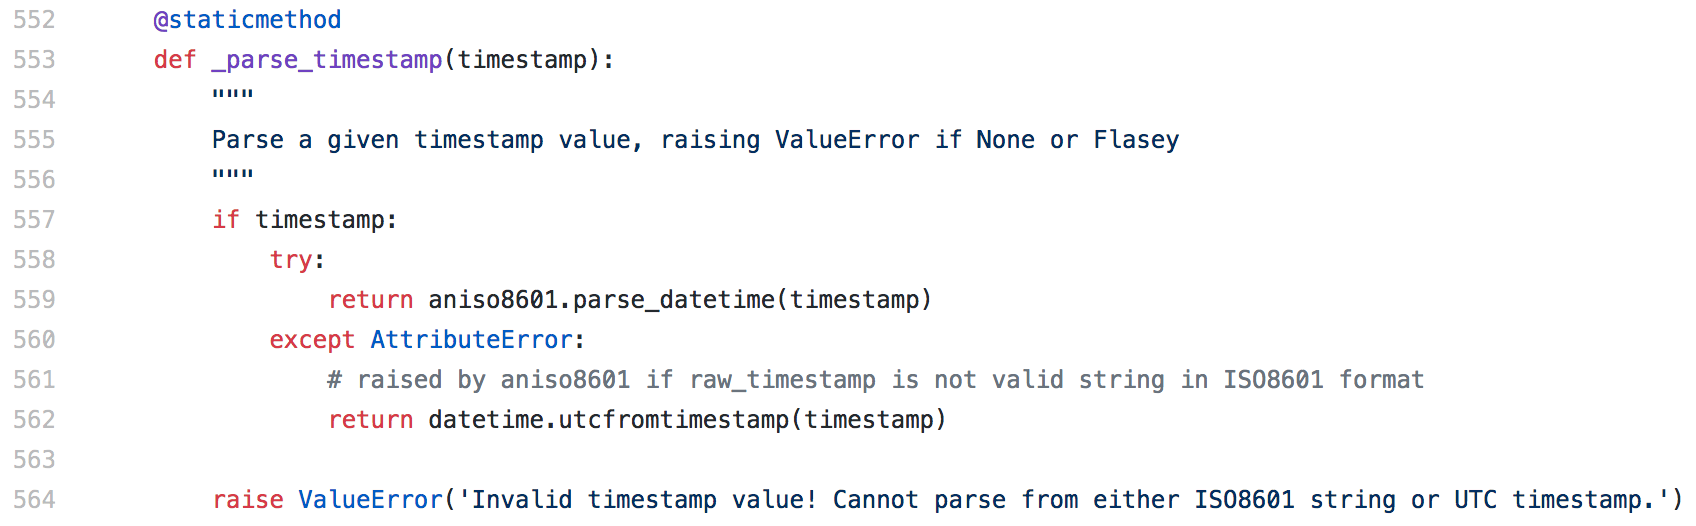 552 @staticmethod
553 def _parse_timestamp(timestamp):
554 """
555 Parse a given timestamp value, raising ValueError if None or Flasey
556 """
557 if timestamp:
558 try:
559 return aniso8601.parse_datetime(timestamp)
560 except AttributeError:
561 # raised by aniso8601 if raw_timestamp is not valid string in ISO8601 format
562 return datetime.utcfromtimestamp(timestamp)
563
564 raise ValueError('Invalid timestamp value! Cannot parse from either ISO8601 string or UTC timestamp.')